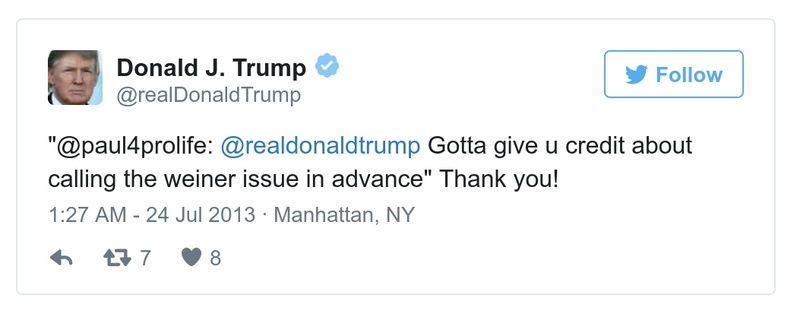 Donald J. Trump
@realDonaldTrump
Follow
"@paul4prolife: @realdonaldtrump Gotta give u credit about
calling the weiner issue in advance" Thank you!
1:27 AM - 24 Jul 2013 · Manhattan, NY
7 8